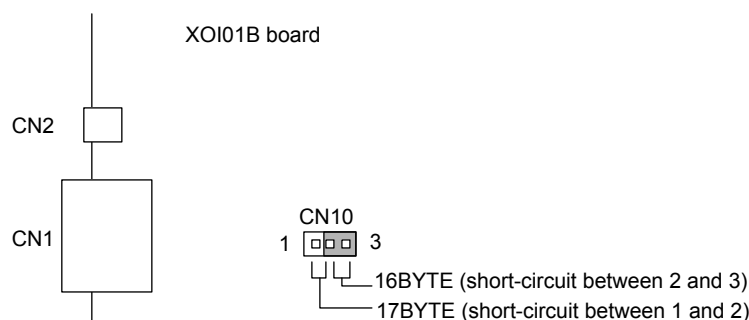 XOI01B board
CN2
CN1
CN10
1 3
16BYTE (short-circuit between 2 and 3)
17BYTE (short-circuit between 1 and 2)